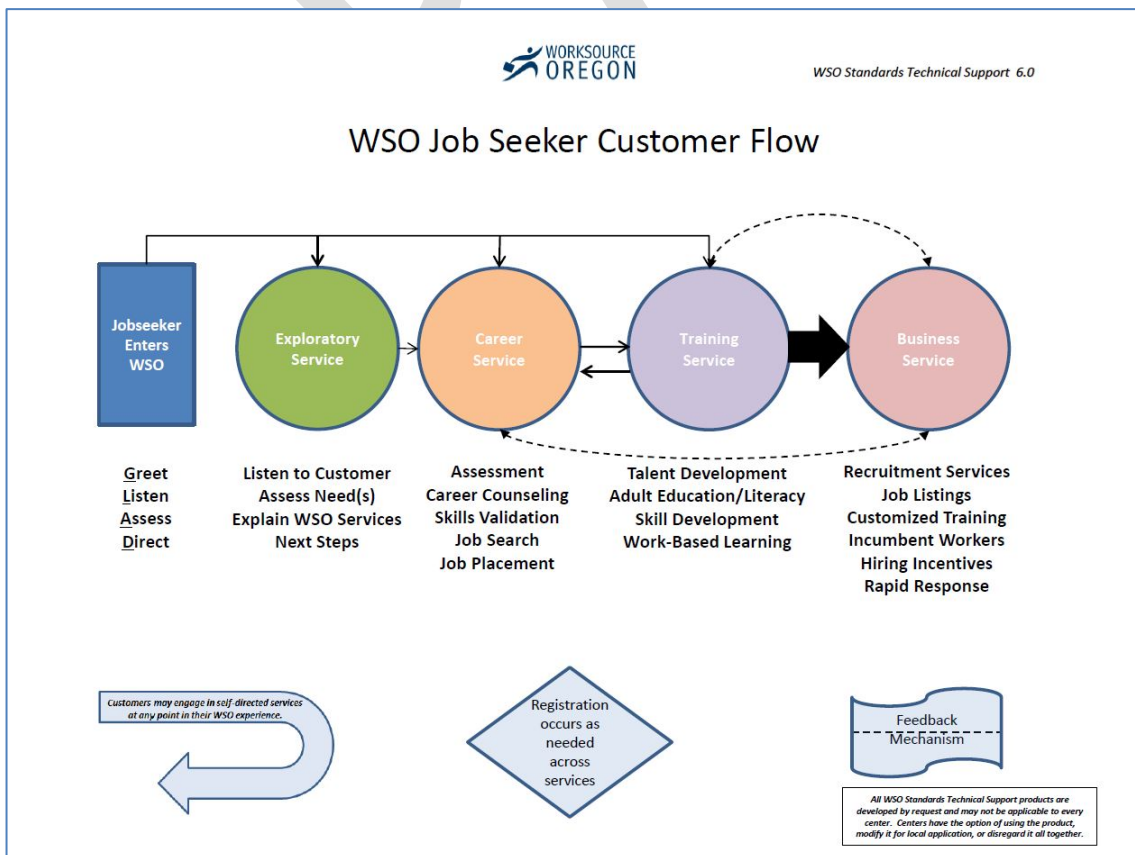 WORKSOURCE
OREGON
WSO Standards Technical Support 6.0
WSO Job Seeker Customer Flow
Jobseeker
Enters
WSO
Exploratory
Service
Career
Service
Training
Service
Business
Service
Greet
Listen
Assess
Direct
Listen to Customer
Assess Need(s)
Explain WSO Services
Next Steps
Assessment
Career Counseling
Skills Validation
Job Search
Job Placement
Talent Development
Adult Education/Literacy
Skill Development
Work-Based Learning
Recruitment Services
Job Listings
Customized Training
Incumbent Workers
Hiring Incentives
Rapid Response
Customers may engage in self-directed services
at any point in their WSO experience.
Registration
occurs as
needed
across
services
Feedback
Mechanism
All WSO Standards Technical Support products are
developed by request and may not be applicable to every
center. Centers have the option of using the product,
modify it for local application, or disregard it all together.